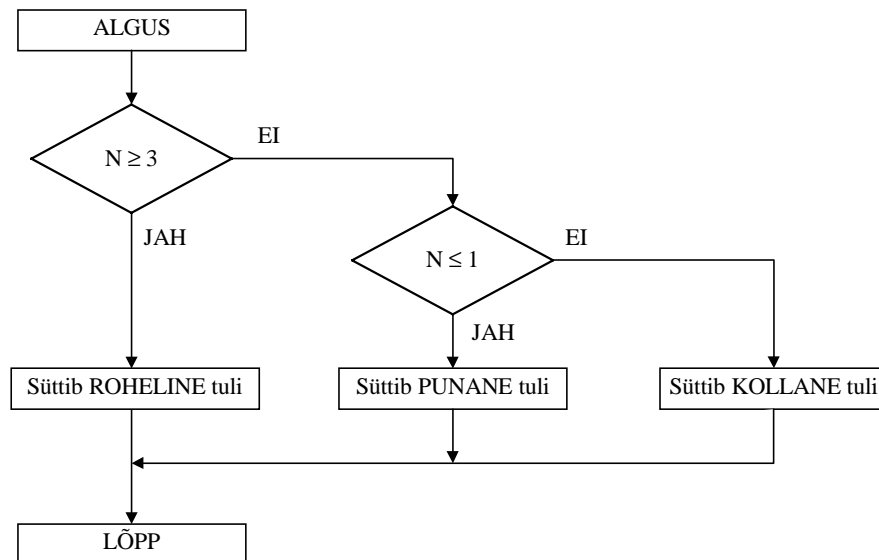 ALGUS
EI
N ≥ 3
JAH
EI
N ≤ 1
JAH
Süttib ROHELINE tuli
Süttib PUNANE tuli
Süttib KOLLANE tuli
LÕPP